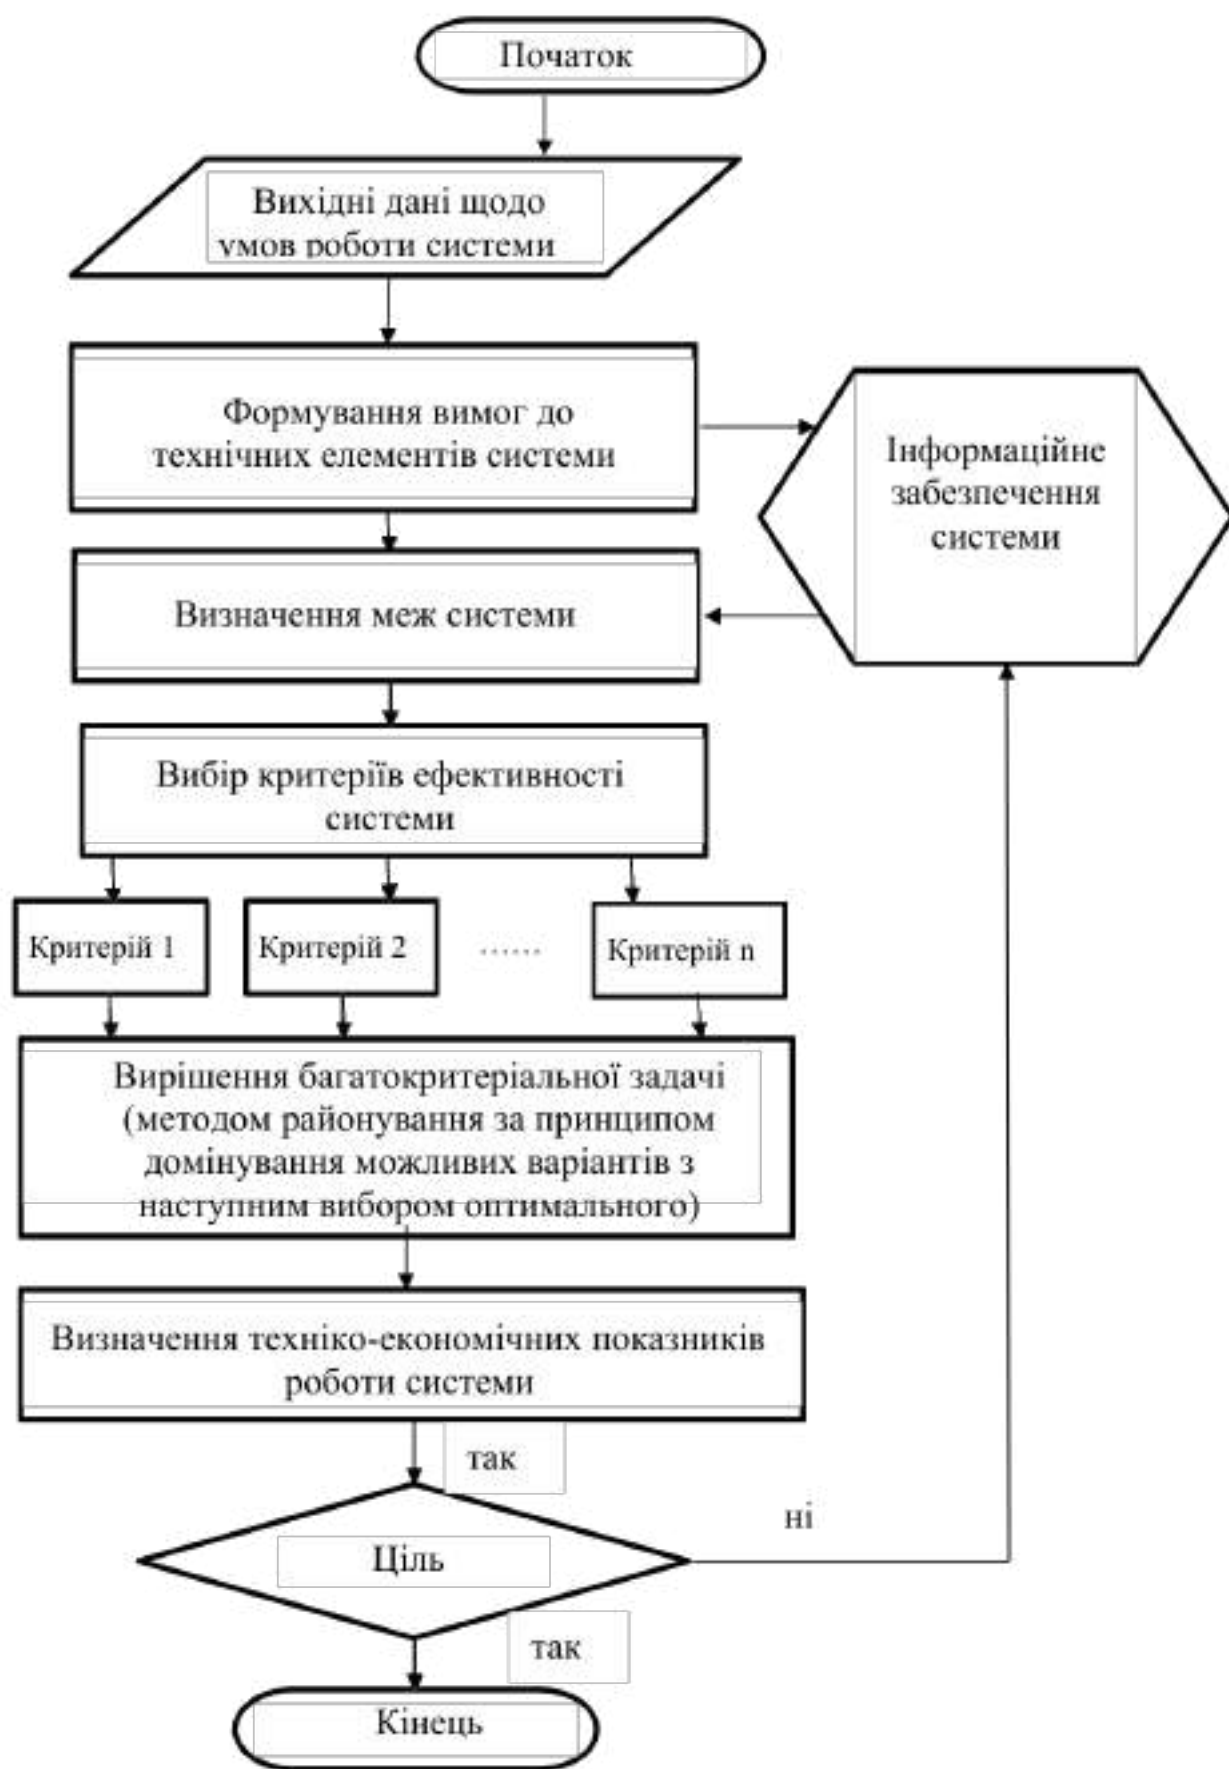 Початок
Вихідні дані щодо
умов роботи системи
Формування вимог до
технічних елементів системи
Інформаційне
забезпечення
системи
Визначення меж системи
Вибір критеріїв ефективності
системи
Критерій 1
Критерій 2
......
Критерій n
Вирішення багатокритеріальної задачі
(методом районування за принципом
домінування можливих варіантів з
наступним вибором оптимального)
Визначення техніко-економічних показників
роботи системи
так
ні
Ціль
так
Кінець